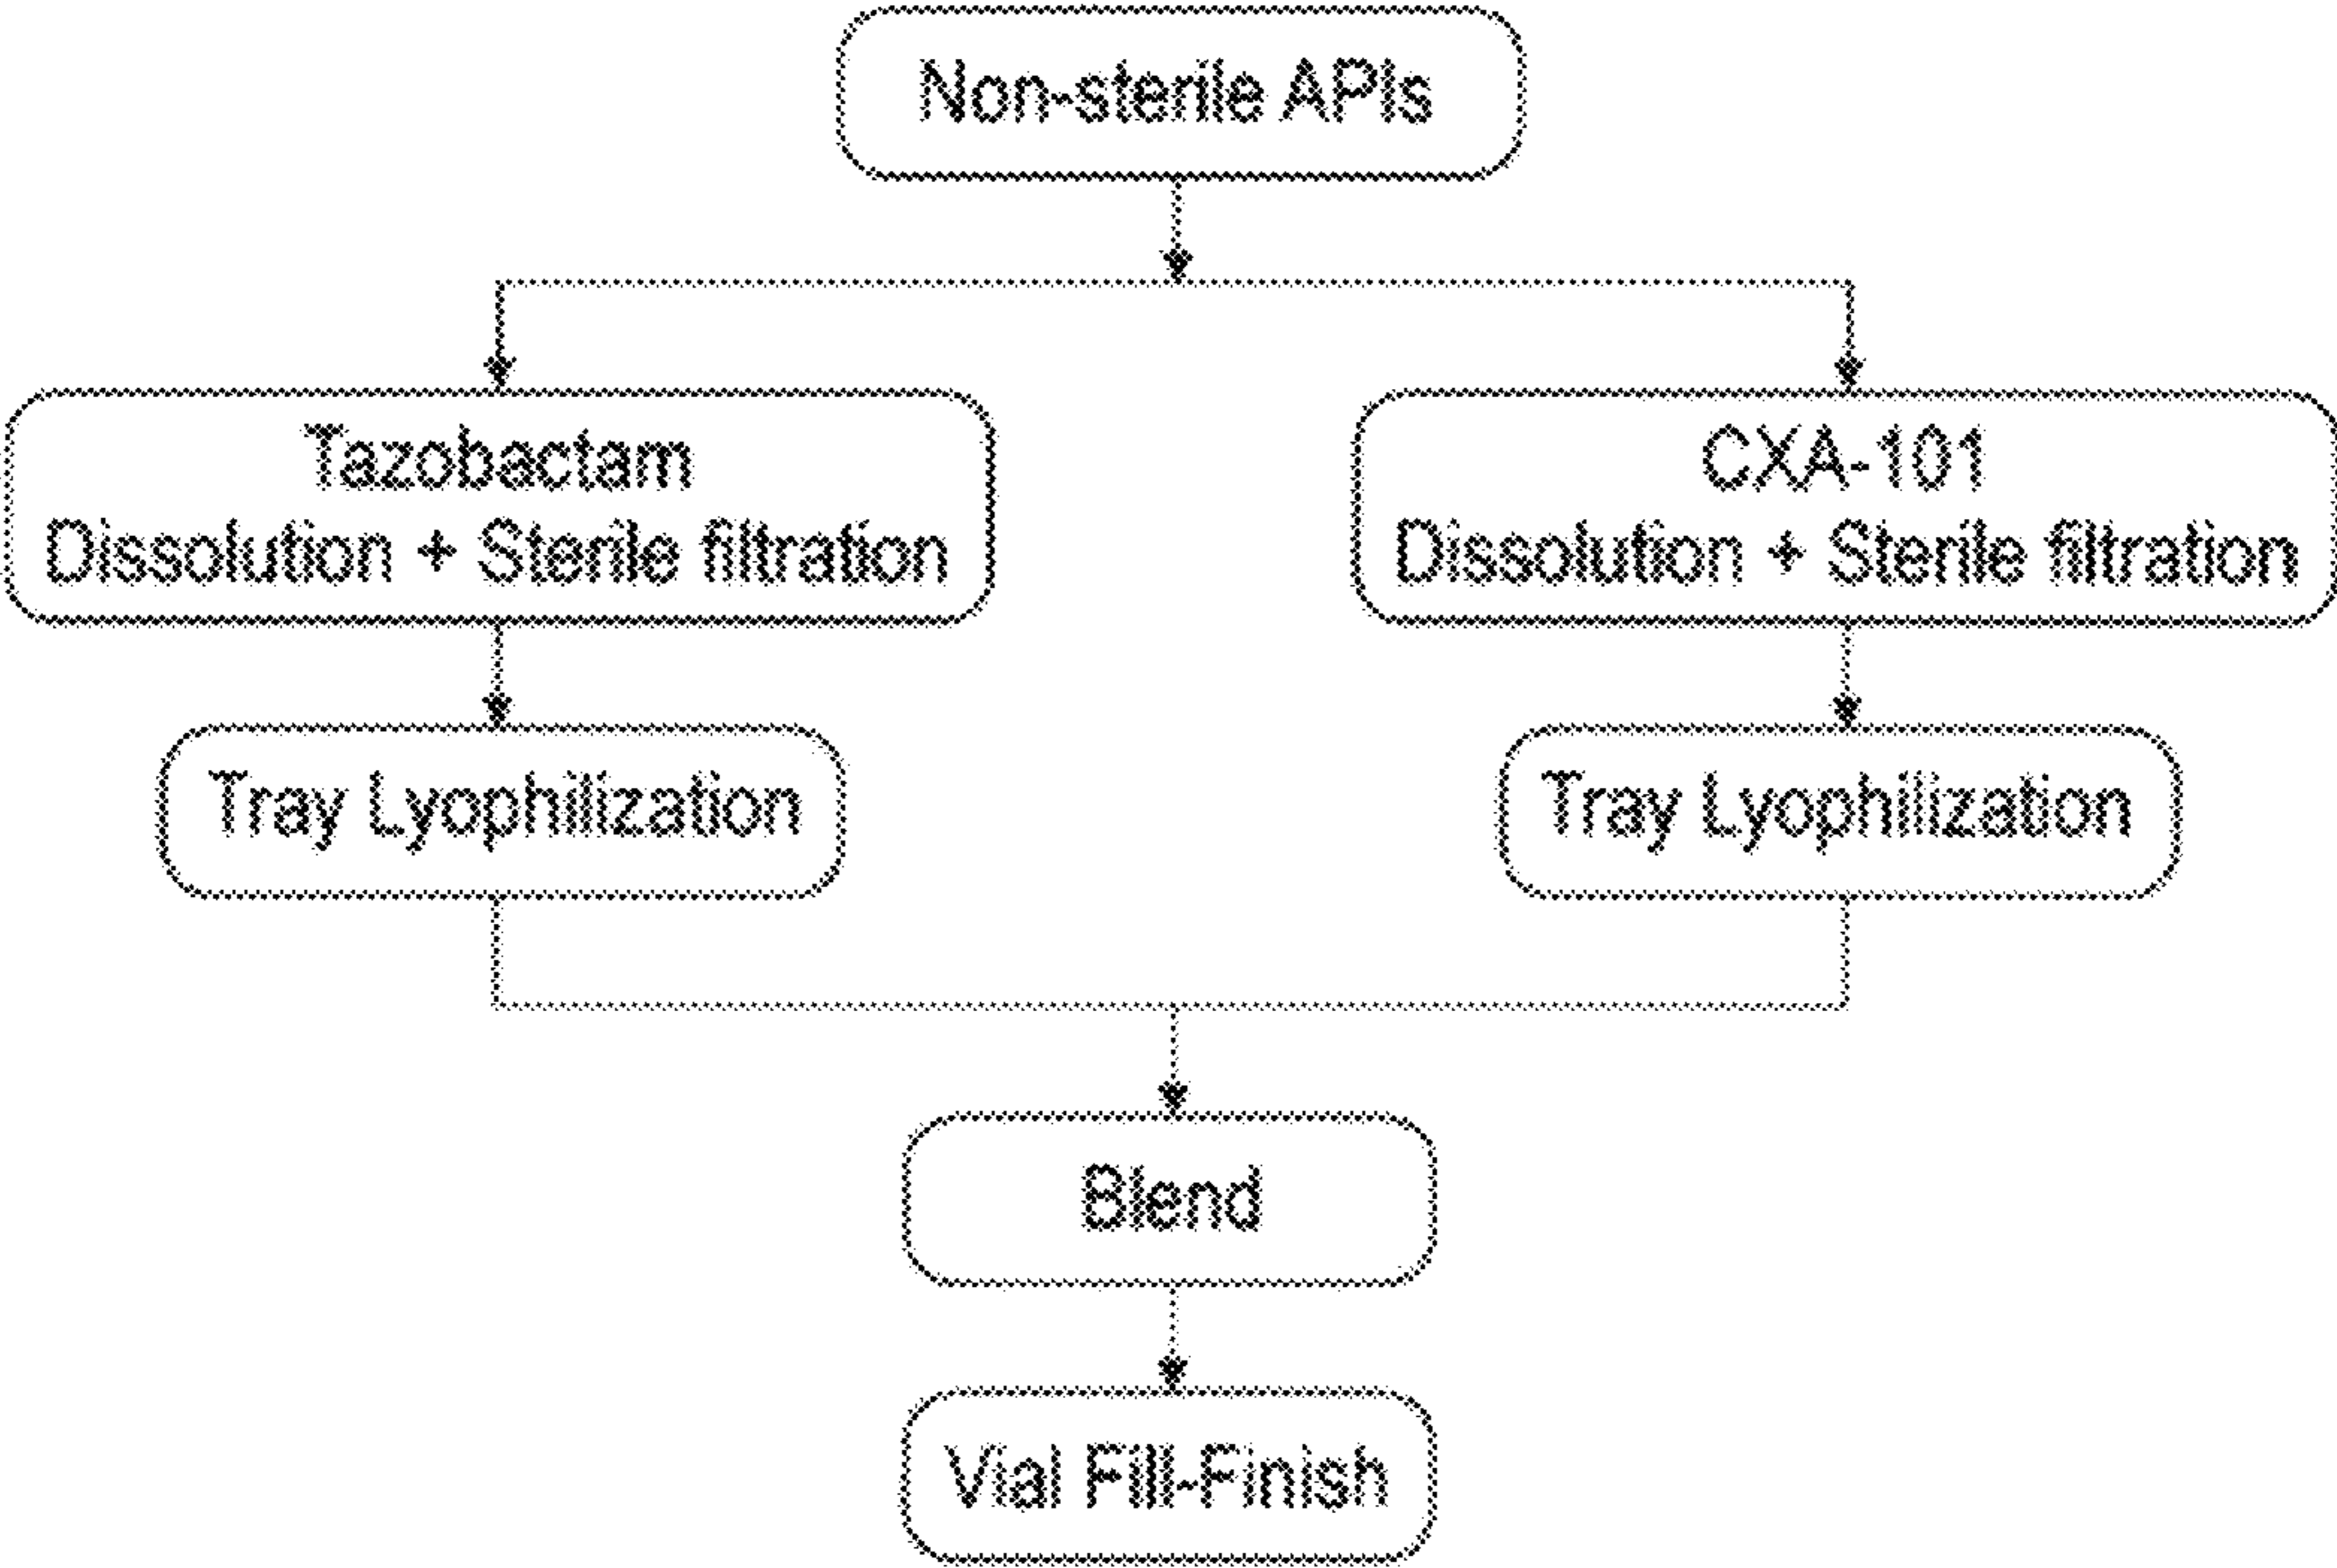 Non-sterile APIs
Tazobactam
Dissolution + Sterile filtration
CXA-101
Dissolution + Sterile filtration
Tray Lyophilization
Tray Lyophilization
Blend
Vial Fill-Finish